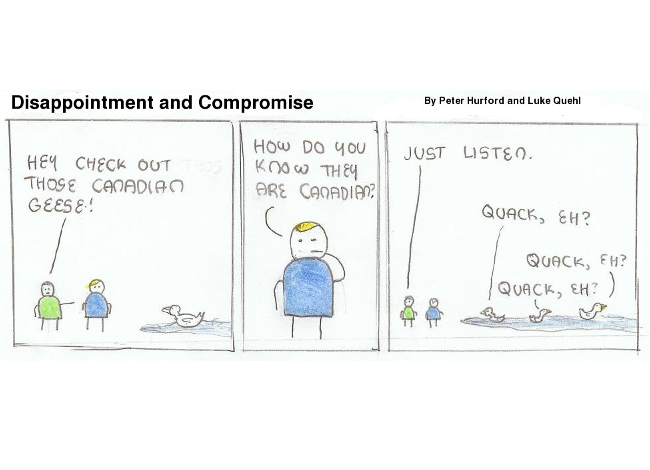 Disappointment and Compromise
By Peter Hurford and Luke Quehl
HEY CHECK OUT
THOSE CANADIAN
GEESE!
HOW DO YOU
KNOW THEY
ARE CANADIAN?
JUST LISTEN.
QUACK, EH?
QUACK, EH?
QUACK, EH?